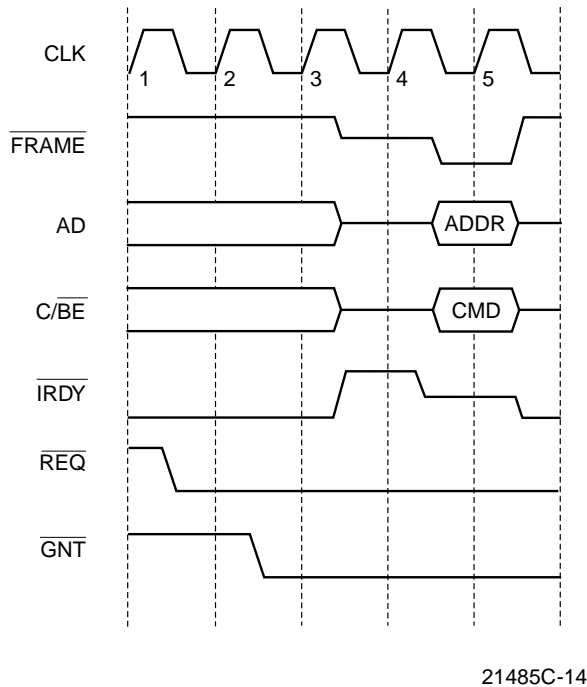 CLK
1 2 3 4 5
FRAME
AD
ADDR
C/BE
CMD
IRDY
REQ
GNT
21485C-14